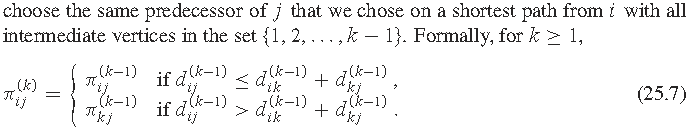 choose the same predecessor of j that we chose on a shortest path from i with all
intermediate vertices in the set {1, 2, . . . , k − 1}. Formally, for k ≥ 1,
π_{ij}^{(k)} = { π_{ij}^{(k−1)} if d_{ij}^{(k−1)} ≤ d_{ik}^{(k−1)} + d_{kj}^{(k−1)} ,
π_{kj}^{(k−1)} if d_{ij}^{(k−1)} > d_{ik}^{(k−1)} + d_{kj}^{(k−1)} .
(25.7)